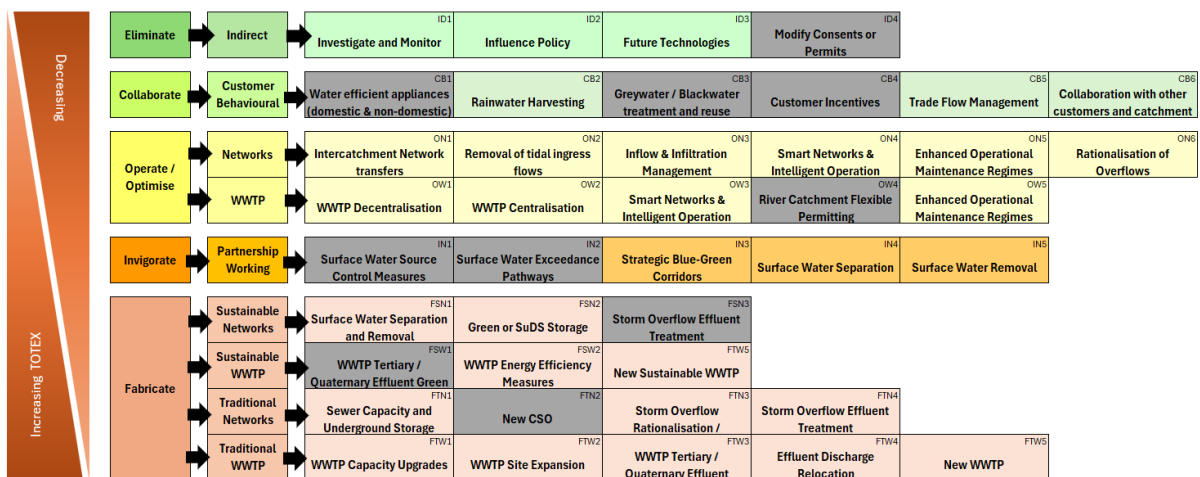 Decreasing
Increasing TOTEX
Eliminate
Indirect
ID1
Investigate and Monitor
ID2
Influence Policy
ID3
Future Technologies
ID4
Modify Consents or
Permits
Collaborate
Customer
Behavioural
CB1
Water efficient appliances
(domestic & non-domestic)
CB2
Rainwater Harvesting
CB3
Greywater / Blackwater
treatment and reuse
CB4
Customer Incentives
CB5
Trade Flow Management
CB6
Collaboration with other
customers and catchment
Operate /
Optimise
Networks
ON1
Intercatchment Network
transfers
ON2
Removal of tidal ingress
flows
ON3
Inflow & Infiltration
Management
ON4
Smart Networks &
Intelligent Operation
ON5
Enhanced Operational
Maintenance Regimes
ON6
Rationalisation of
Overflows
WWTP
OW1
WWTP Decentralisation
OW2
WWTP Centralisation
OW3
Smart Networks &
Intelligent Operation
OW4
River Catchment Flexible
Permitting
OW5
Enhanced Operational
Maintenance Regimes
Invigorate
Partnership
Working
IN1
Surface Water Source
Control Measures
IN2
Surface Water Exceedance
Pathways
IN3
Strategic Blue-Green
Corridors
IN4
Surface Water Separation
IN5
Surface Water Removal
Fabricate
Sustainable
Networks
FSN1
Surface Water Separation
and Removal
FSN2
Green or SuDS Storage
FSN3
Storm Overflow Effluent
Treatment
Sustainable
WWTP
FSW1
WWTP Tertiary /
Quaternary Effluent Green
FSW2
WWTP Energy Efficiency
Measures
FTW5
New Sustainable WWTP
Traditional
Networks
FTN1
Sewer Capacity and
Underground Storage
FTN2
New CSO
FTN3
Storm Overflow
Rationalisation /
FTN4
Storm Overflow Effluent
Treatment
Traditional
WWTP
FTW1
WWTP Capacity Upgrades
FTW2
WWTP Site Expansion
FTW3
WWTP Tertiary /
Quaternary Effluent
FTW4
Effluent Discharge
Relocation
FTW5
New WWTP